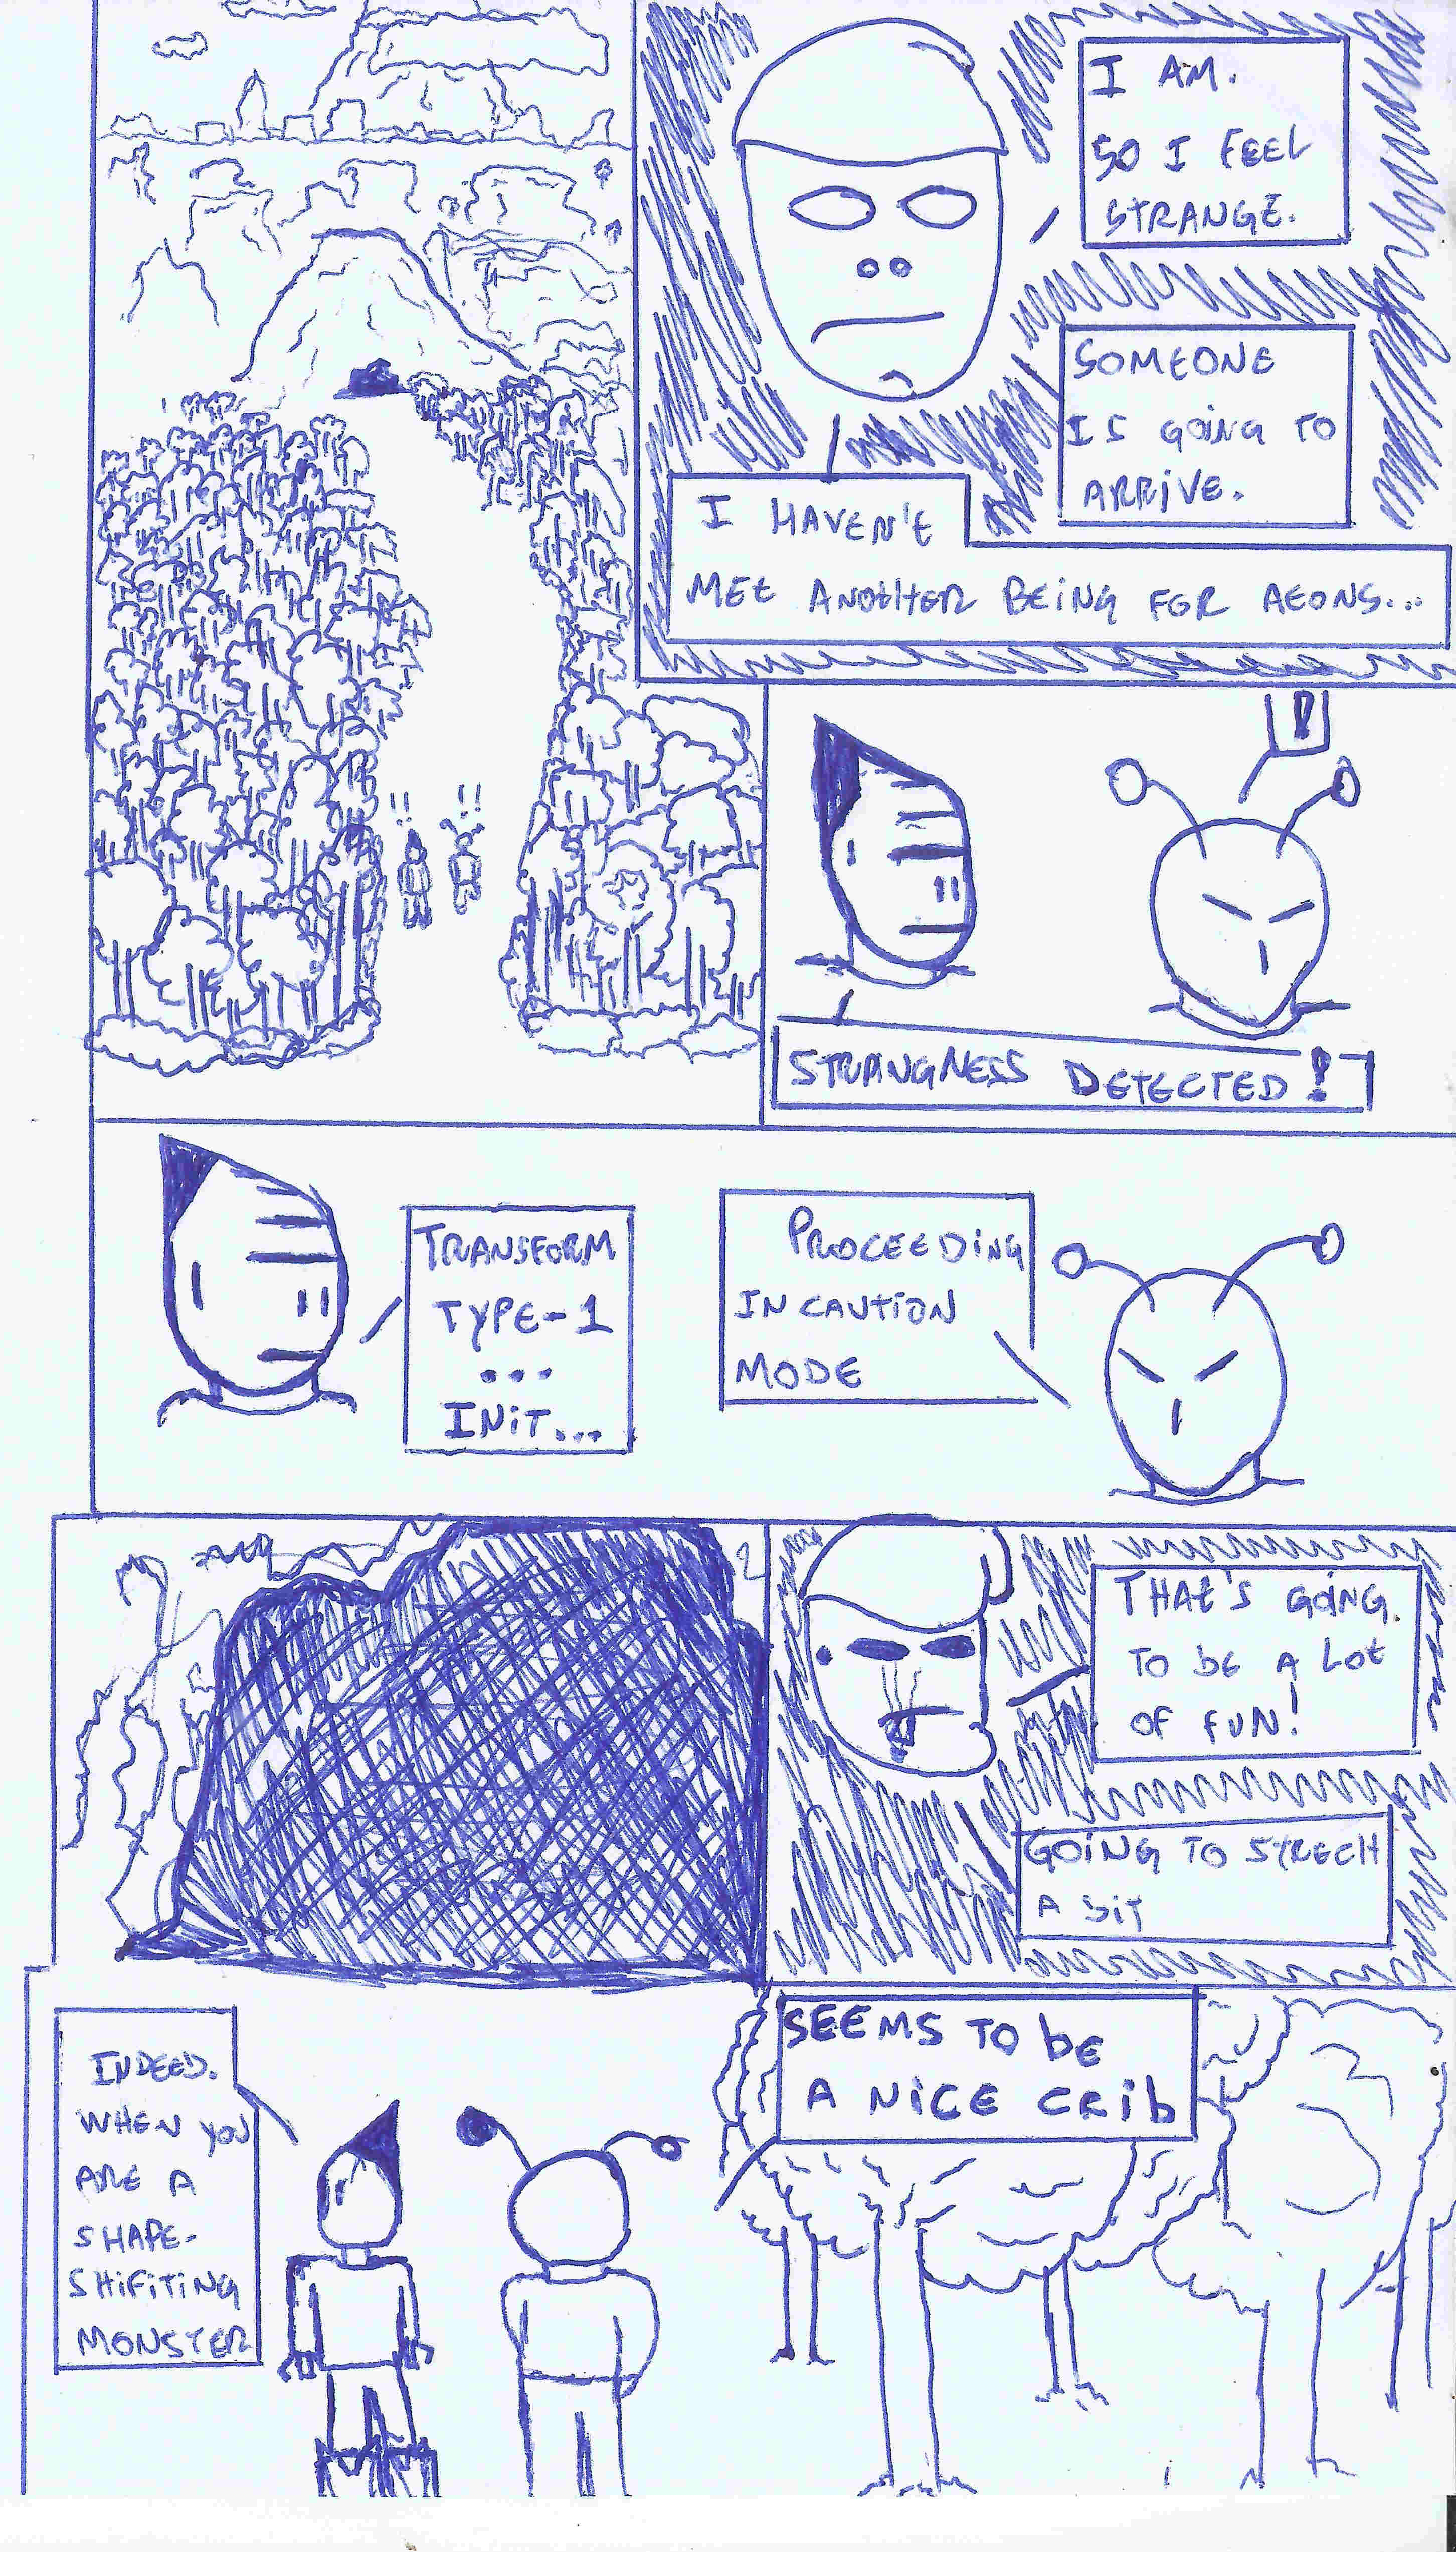 I AM.
SO I FEEL
STRANGE.
SOMEONE
IS GOING TO
ARRIVE.
I HAVEN't
MEt ANOtHER BEING FOR AEONS...
!!
!!
!
STRANGNESS DETECTED!
TRANSFORM
TYPE-1
...
INIT...
PROCEEDING
IN CAUTION
MODE
THAt'S GOING
TO bE A LOt
OF FUN!
GOING TO STRECH
A bIT
INDEED.
WHEN YOU
ARE A
SHAPE-
SHIFITING
MONSTER
SEEMS TO bE
A NICE CRIb